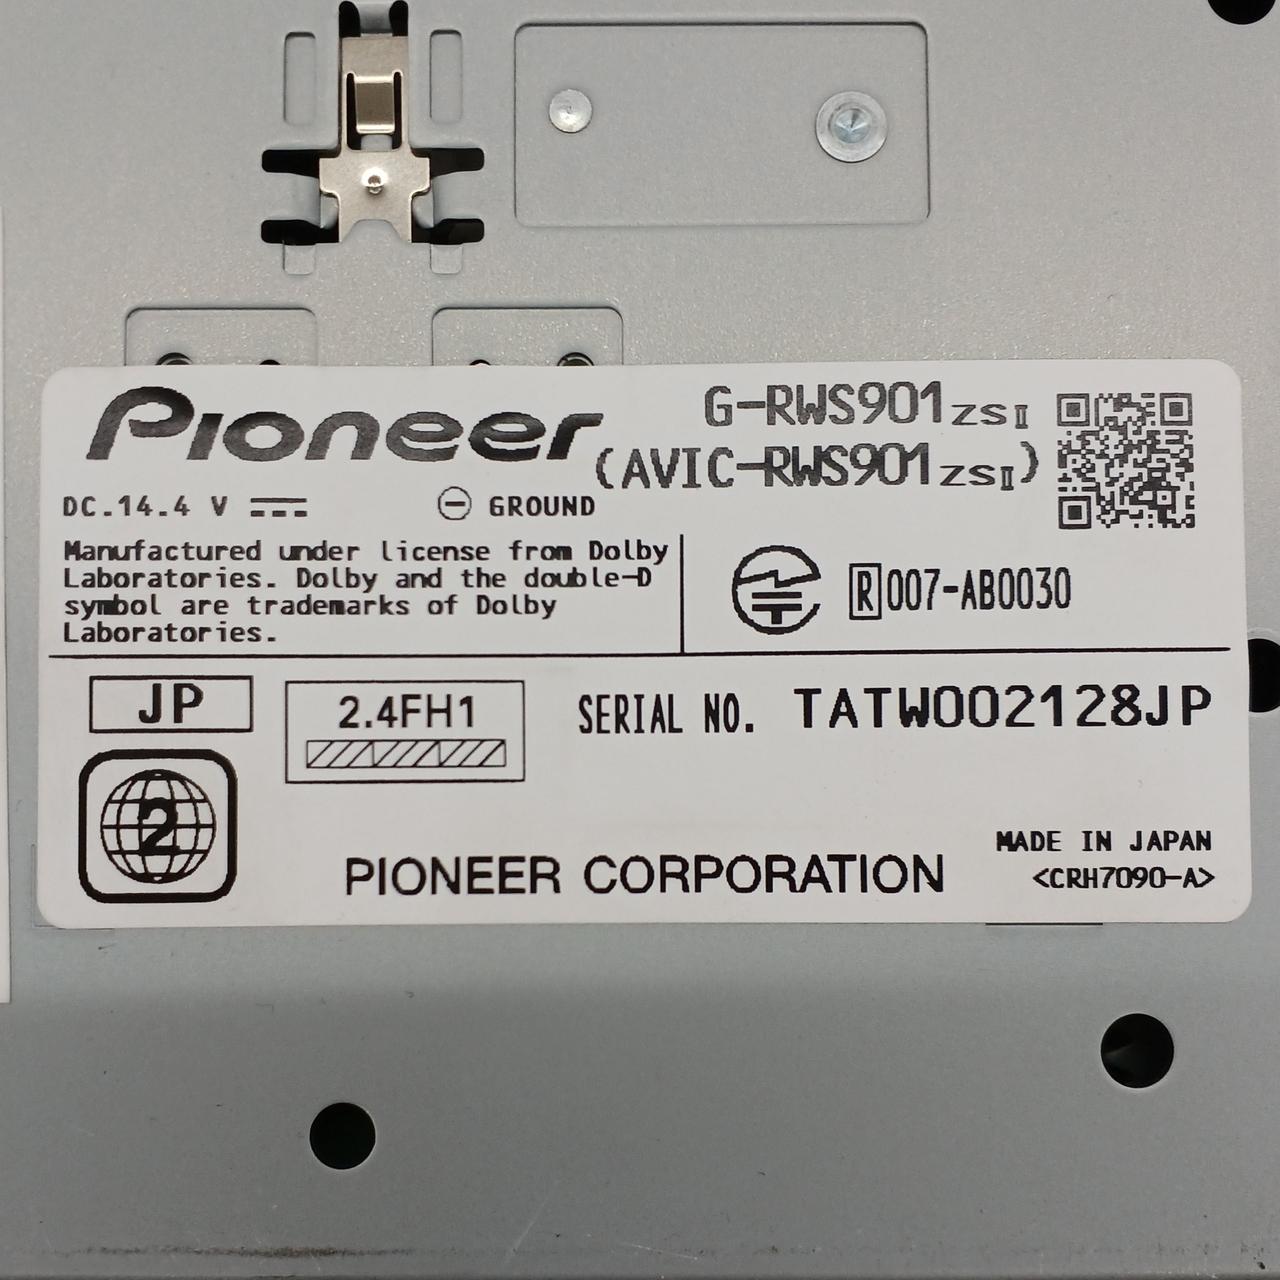 Pioneer
G-RWS901ZSⅡ
(AVIC-RWS901ZSⅡ)
DC.14.4 V
GROUND
Manufactured under license from Dolby
Laboratories. Dolby and the double-D
symbol are trademarks of Dolby
Laboratories.
R 007-AB0030
JP
2.4FH1
SERIAL NO. TATW002128JP
2
PIONEER CORPORATION
MADE IN JAPAN
<CRH7090-A>